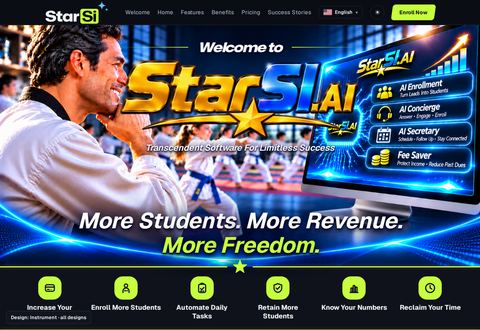 StarSi
Welcome Home Features Benefits Pricing Success Stories English Enroll Now
Welcome to
StarSI.AI
Transcendent Software For Limitless Success
StarSI.AI
AI Enrollment
Turn Leads Into Students
AI Concierge
Answer • Engage • Enroll
AI Secretary
Schedule • Follow Up • Stay Connected
Fee Saver
Protect Income • Reduce Past Dues
StarSI.AI
More Students. More Revenue.
More Freedom.
Increase Your
Enroll More Students
Automate Daily
Tasks
Retain More
Students
Know Your Numbers
Reclaim Your Time
Design: Instrument · all designs